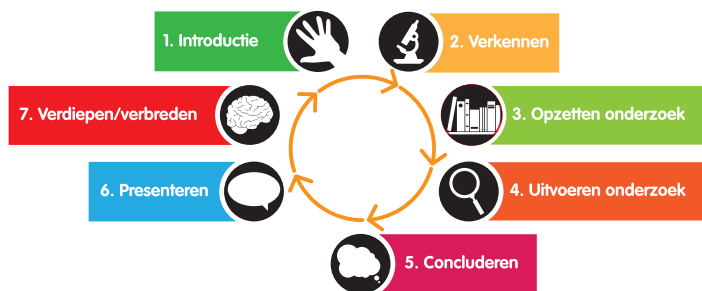 1. Introductie
2. Verkennen
3. Opzetten onderzoek
4. Uitvoeren onderzoek
5. Concluderen
6. Presenteren
7. Verdiepen/verbreden